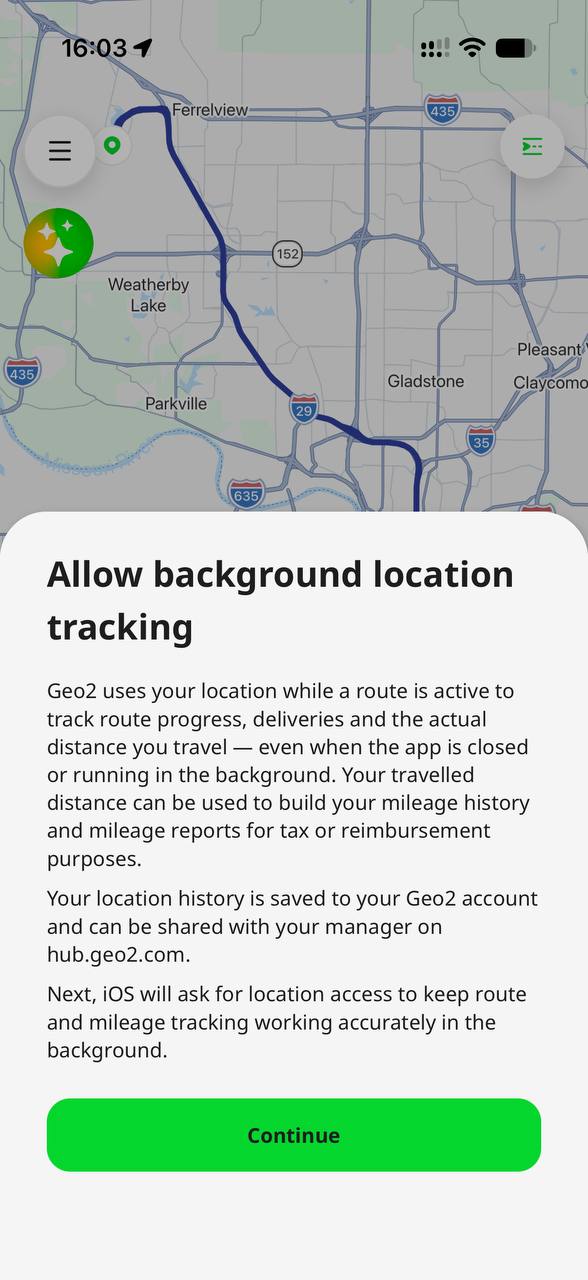 16:03
Ferrelview
435
152
Weatherby
Lake
Pleasant
435
Gladstone
Claycomo
Parkville
29
35
Missouri River
635
Allow background location
tracking
Geo2 uses your location while a route is active to
track route progress, deliveries and the actual
distance you travel — even when the app is closed
or running in the background. Your travelled
distance can be used to build your mileage history
and mileage reports for tax or reimbursement
purposes.
Your location history is saved to your Geo2 account
and can be shared with your manager on
hub.geo2.com.
Next, iOS will ask for location access to keep route
and mileage tracking working accurately in the
background.
Continue